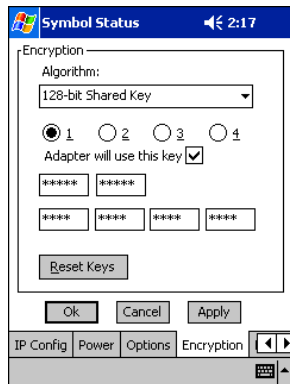 Symbol Status 2:17
Encryption
Algorithm:
128-bit Shared Key
1 2 3 4
Adapter will use this key
***** *****
**** **** **** ****
Reset Keys
Ok Cancel Apply
IP Config Power Options Encryption